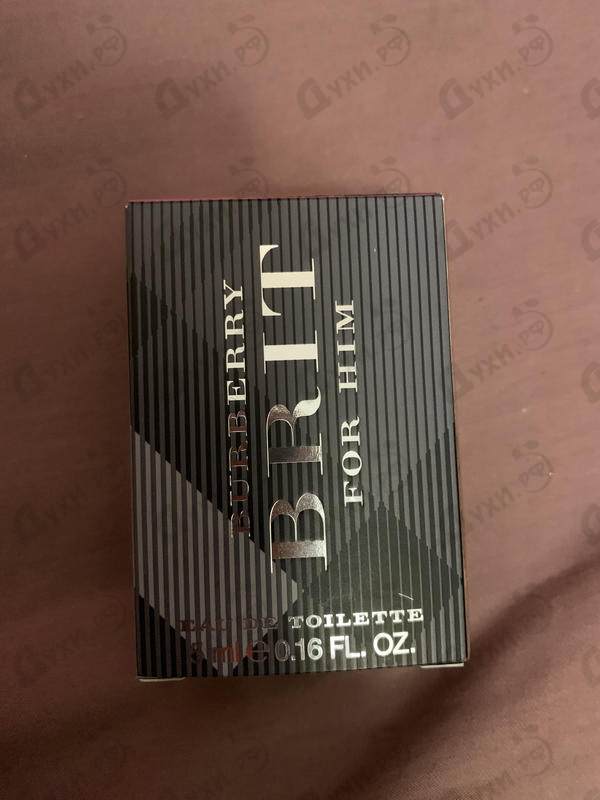 BURBERRY
BRIT
FOR HIM
EAU DE TOILETTE
5 ml e 0.16 FL. OZ.
Духи.РФ